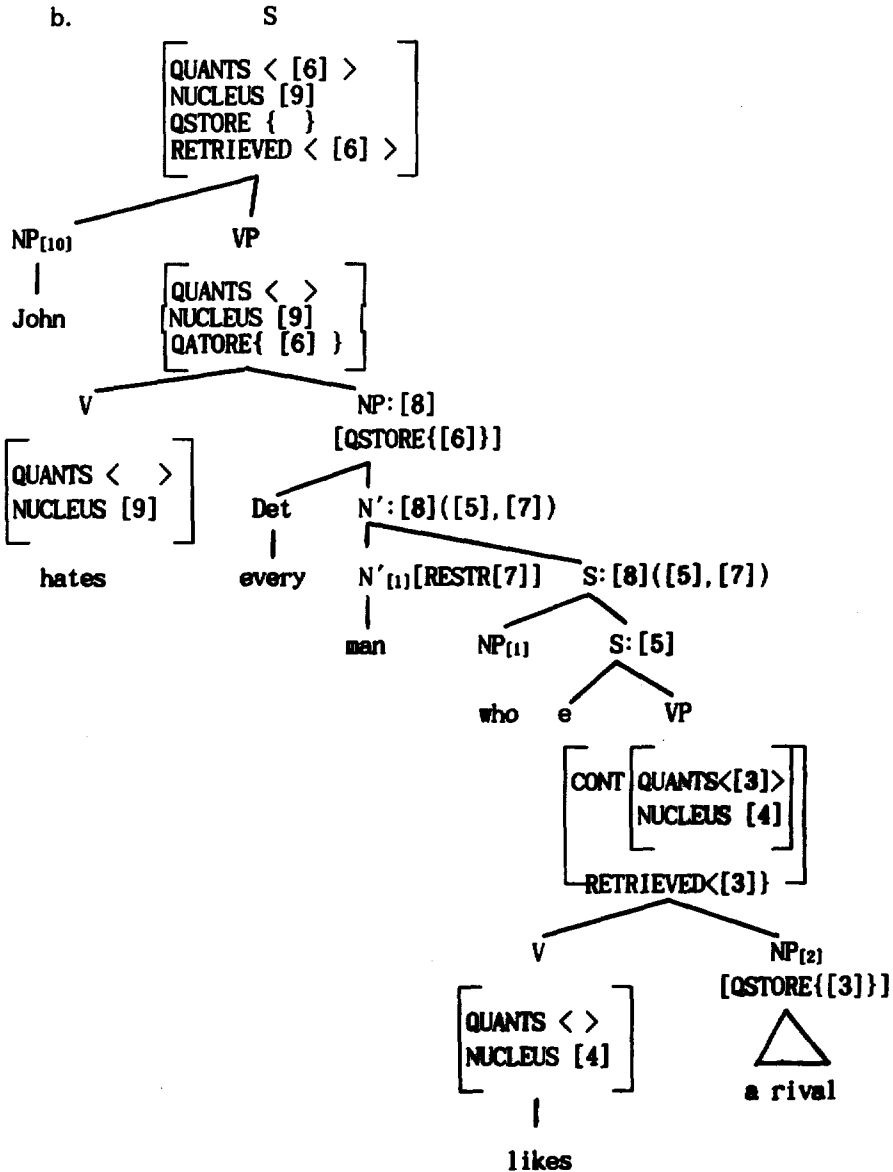 b. S
QUANTS < [6] >
NUCLEUS [9]
QSTORE { }
RETRIEVED < [6] >
NP[10] VP
John
QUANTS < >
NUCLEUS [9]
QATORE{ [6] }
V NP:[8]
[QSTORE{[6]}]
QUANTS < >
NUCLEUS [9]
Det N′:[8]([5],[7])
hates every N′[1][RESTR[7]] S:[8]([5],[7])
man NP[1] S:[5]
who e VP
CONT QUANTS<[3]>
NUCLEUS [4]
RETRIEVED<[3]}
V NP[2]
[QSTORE{[3]}]
QUANTS < >
NUCLEUS [4]
a rival
likes